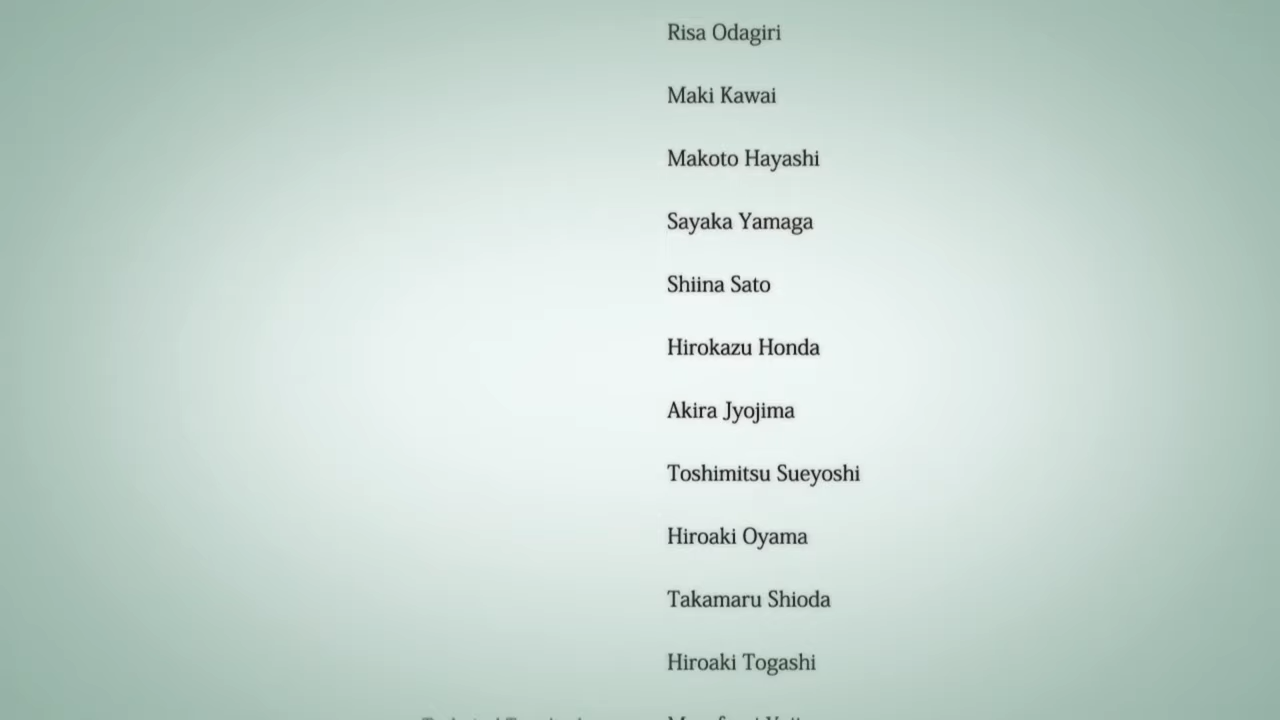 Risa Odagiri
Maki Kawai
Makoto Hayashi
Sayaka Yamaga
Shiina Sato
Hirokazu Honda
Akira Jyojima
Toshimitsu Sueyoshi
Hiroaki Oyama
Takamaru Shioda
Hiroaki Togashi